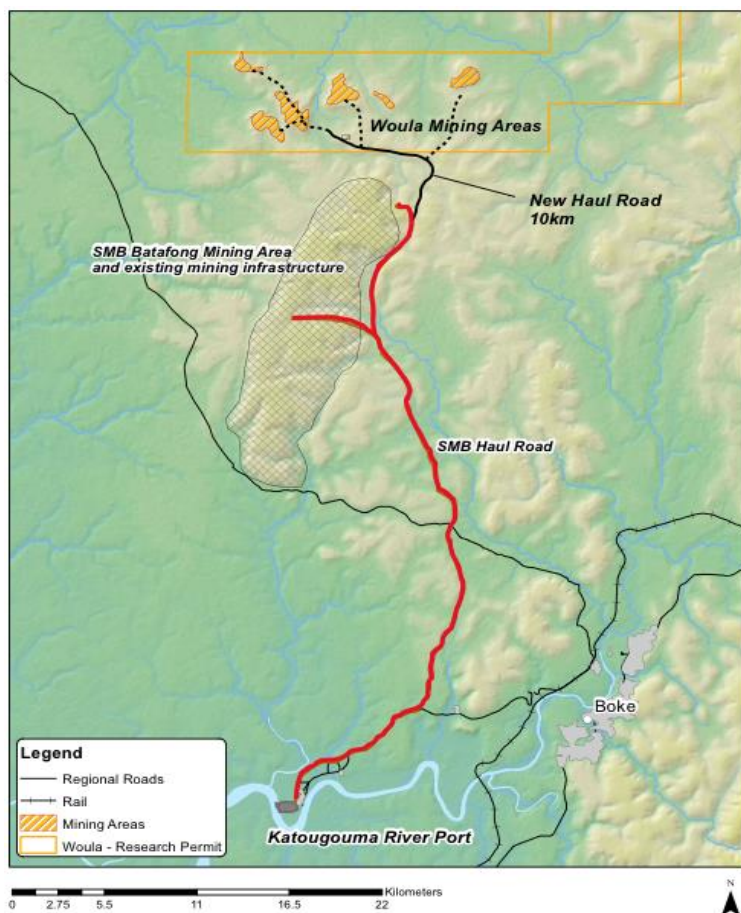 Woula Mining Areas
New Haul Road
10km
SMB Batafong Mining Area
and existing mining infrastructure
SMB Haul Road
Boke
Katougouma River Port
Legend
Regional Roads
Rail
Mining Areas
Woula - Research Permit
Kilometers
0 2.75 5.5 11 16.5 22
N